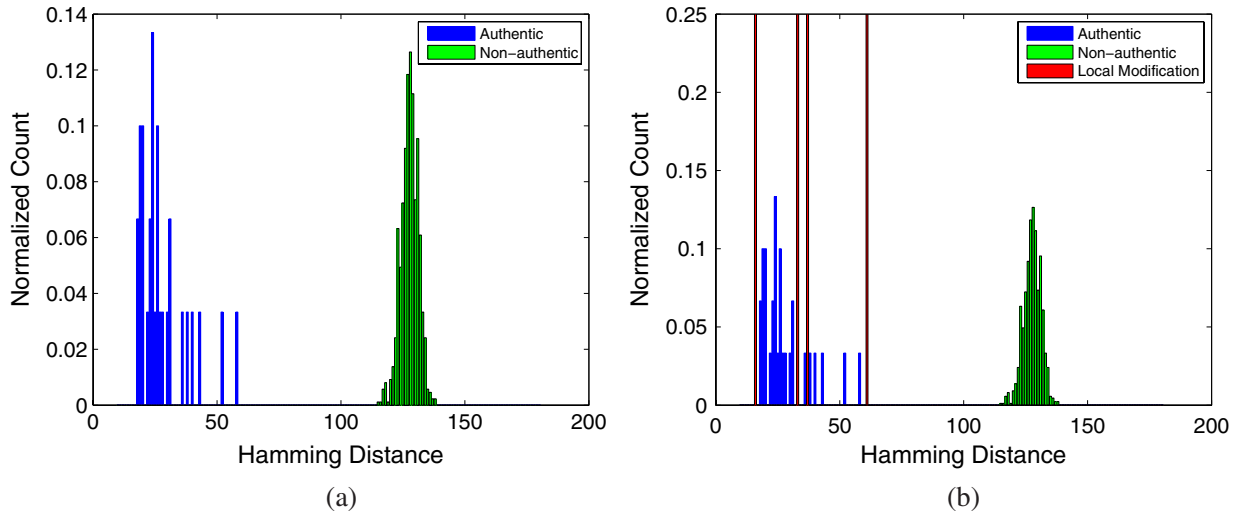 0.14
0.12
0.1
0.08
0.06
0.04
0.02
0
Normalized Count
0
50
100
150
200
Hamming Distance
Authentic
Non-authentic
(a)
0.25
0.2
0.15
0.1
0.05
0
Normalized Count
0
50
100
150
200
Hamming Distance
Authentic
Non-authentic
Local Modification
(b)